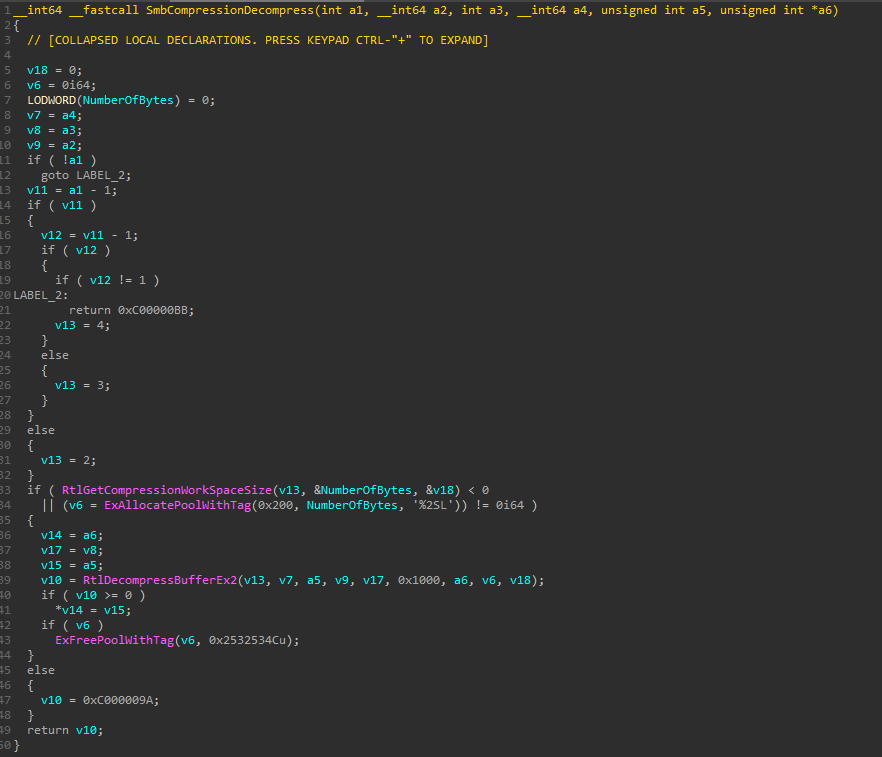 1 __int64 __fastcall SmbCompressionDecompress(int a1, __int64 a2, int a3, __int64 a4, unsigned int a5, unsigned int *a6)
2 {
3 // [COLLAPSED LOCAL DECLARATIONS. PRESS KEYPAD CTRL-"+" TO EXPAND]
4
5 v18 = 0;
6 v6 = 0i64;
7 LODWORD(NumberOfBytes) = 0;
8 v7 = a4;
9 v8 = a3;
10 v9 = a2;
11 if ( !a1 )
12 goto LABEL_2;
13 v11 = a1 - 1;
14 if ( v11 )
15 {
16 v12 = v11 - 1;
17 if ( v12 )
18 {
19 if ( v12 != 1 )
20 LABEL_2:
21 return 0xC00000BB;
22 v13 = 4;
23 }
24 else
25 {
26 v13 = 3;
27 }
28 }
29 else
30 {
31 v13 = 2;
32 }
33 if ( RtlGetCompressionWorkSpaceSize(v13, &NumberOfBytes, &v18) < 0
34 || (v6 = ExAllocatePoolWithTag(0x200, NumberOfBytes, '%2SL')) != 0i64 )
35 {
36 v14 = a6;
37 v17 = v8;
38 v15 = a5;
39 v10 = RtlDecompressBufferEx2(v13, v7, a5, v9, v17, 0x1000, a6, v6, v18);
40 if ( v10 >= 0 )
41 *v14 = v15;
42 if ( v6 )
43 ExFreePoolWithTag(v6, 0x2532534Cu);
44 }
45 else
46 {
47 v10 = 0xC000009A;
48 }
49 return v10;
50 }